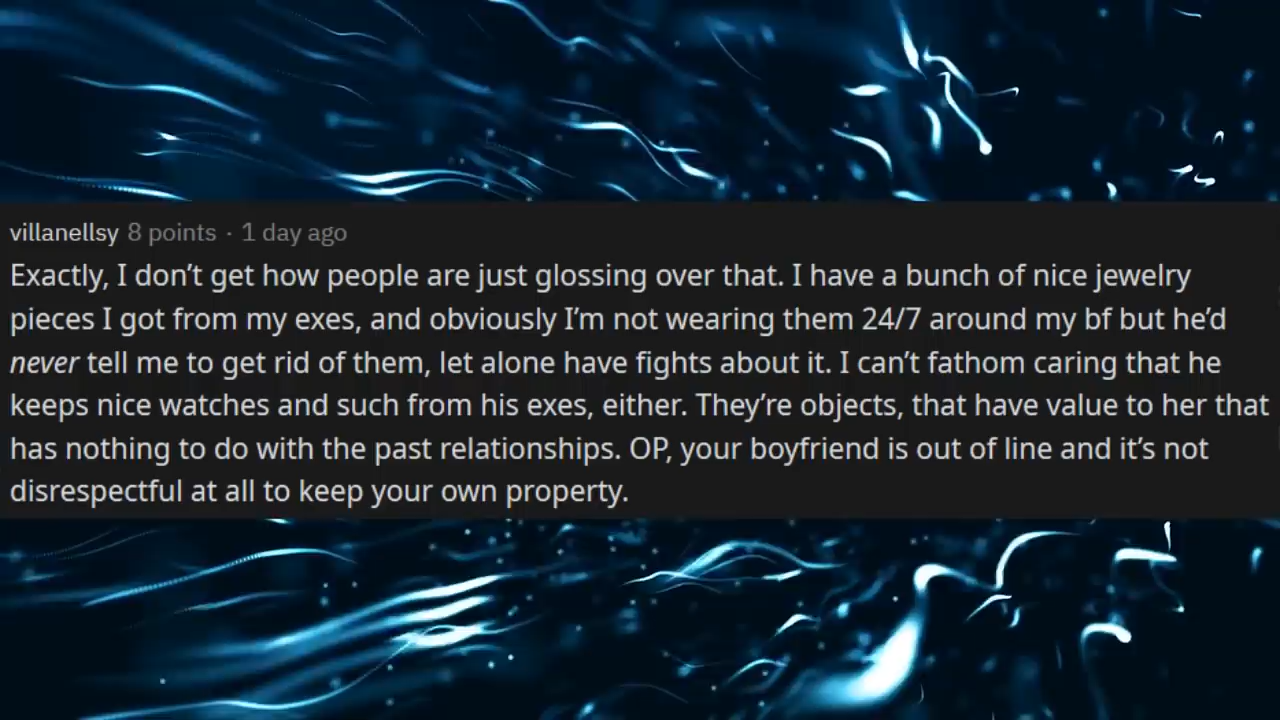 villanellsy 8 points · 1 day ago
Exactly, I don’t get how people are just glossing over that. I have a bunch of nice jewelry
pieces I got from my exes, and obviously I’m not wearing them 24/7 around my bf but he’d
never tell me to get rid of them, let alone have fights about it. I can’t fathom caring that he
keeps nice watches and such from his exes, either. They’re objects, that have value to her that
has nothing to do with the past relationships. OP, your boyfriend is out of line and it’s not
disrespectful at all to keep your own property.